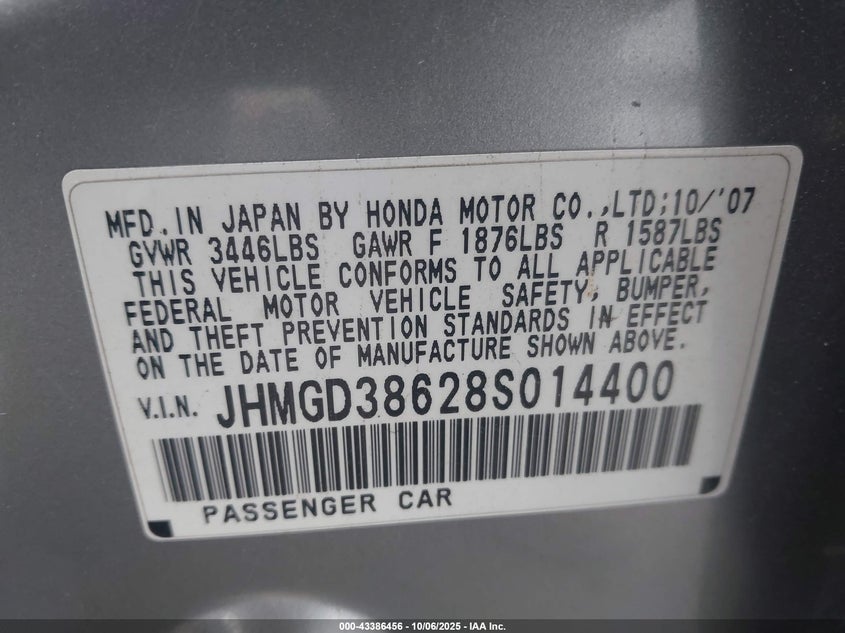 MFD.IN JAPAN BY HONDA MOTOR CO.,LTD;10/'07
GVWR 3446LBS GAWR F 1876LBS R 1587LBS
THIS VEHICLE CONFORMS TO ALL APPLICABLE
FEDERAL MOTOR VEHICLE SAFETY, BUMPER,
AND THEFT PREVENTION STANDARDS IN EFFECT
ON THE DATE OF MANUFACTURE SHOWN ABOVE.
V.I.N. JHMGD38628S014400
PASSENGER CAR
000-43386456 - 10/06/2025 - IAA Inc.